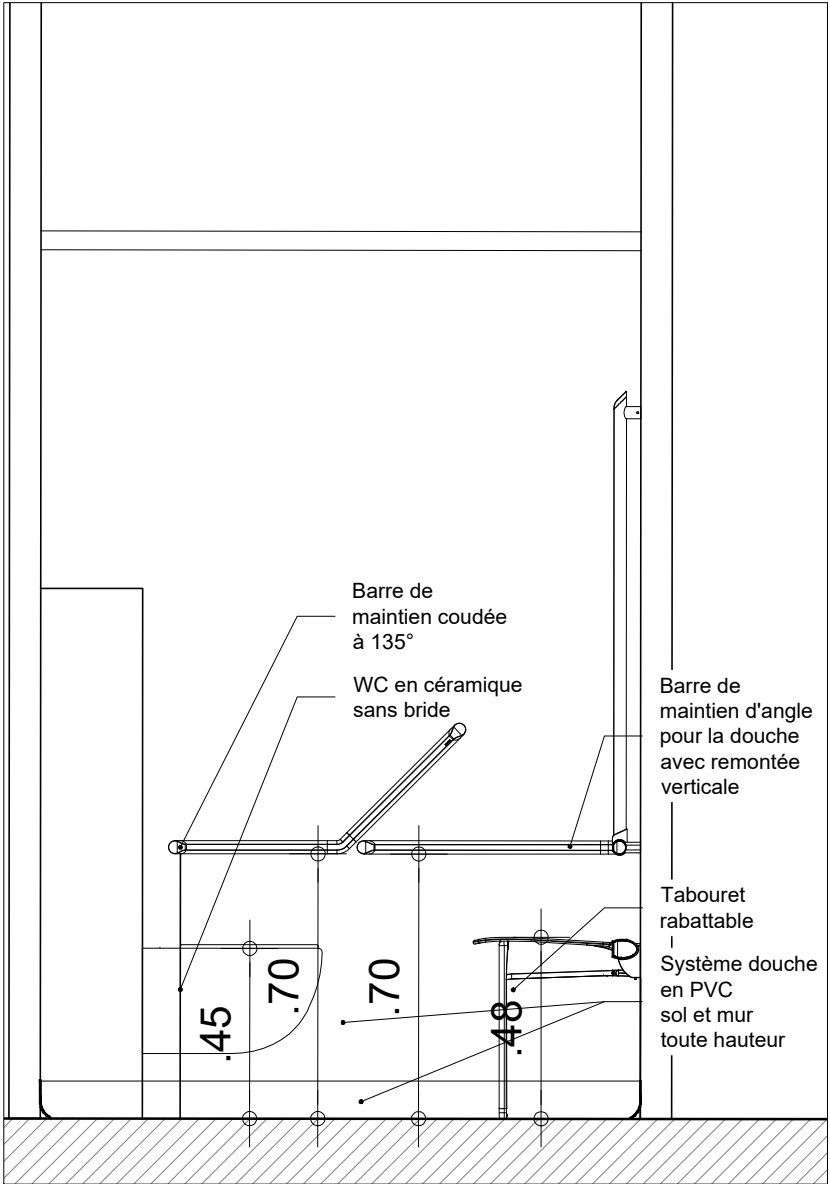 Barre de
maintien coudée
à 135°
WC en céramique
sans bride
Barre de
maintien d'angle
pour la douche
avec remontée
verticale
Tabouret
rabattable
Système douche
en PVC
sol et mur
toute hauteur
.45
.70
.70
.48